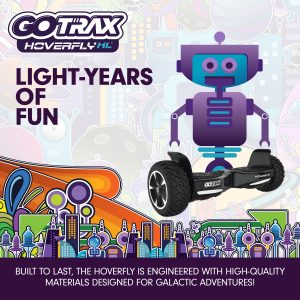 GOTRAX
HOVERFLY XL
LIGHT-YEARS
OF
FUN
GOTRAX
BUILT TO LAST, THE HOVERFLY IS ENGINEERED WITH HIGH-QUALITY
MATERIALS DESIGNED FOR GALACTIC ADVENTURES!